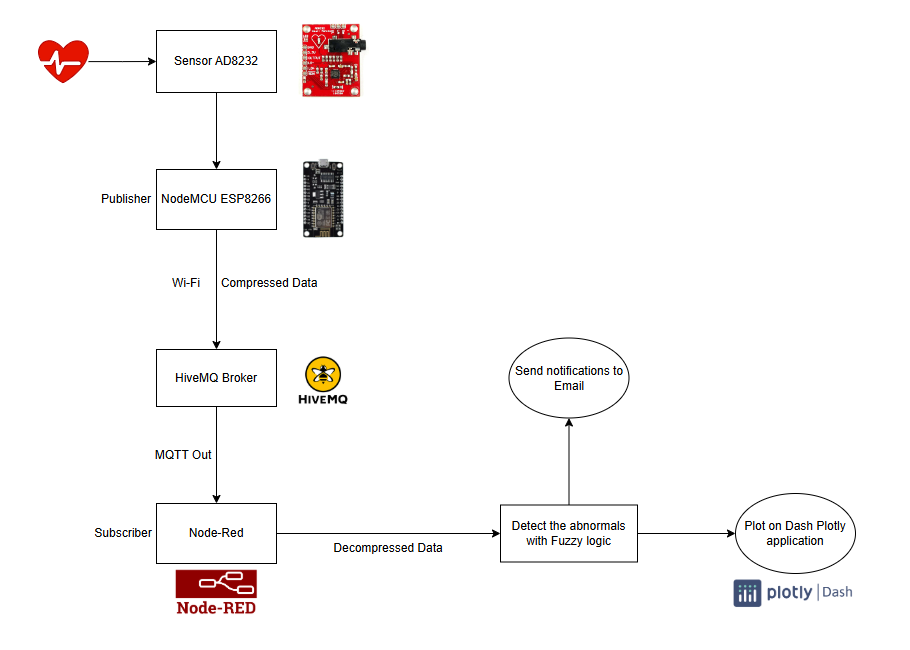 Sensor AD8232
Publisher
NodeMCU ESP8266
Wi-Fi
Compressed Data
HiveMQ Broker
HIVEMQ
Send notifications to
Email
MQTT Out
Subscriber
Node-Red
Decompressed Data
Detect the abnormals
with Fuzzy logic
Plot on Dash Plotly
application
Node-RED
plotly | Dash